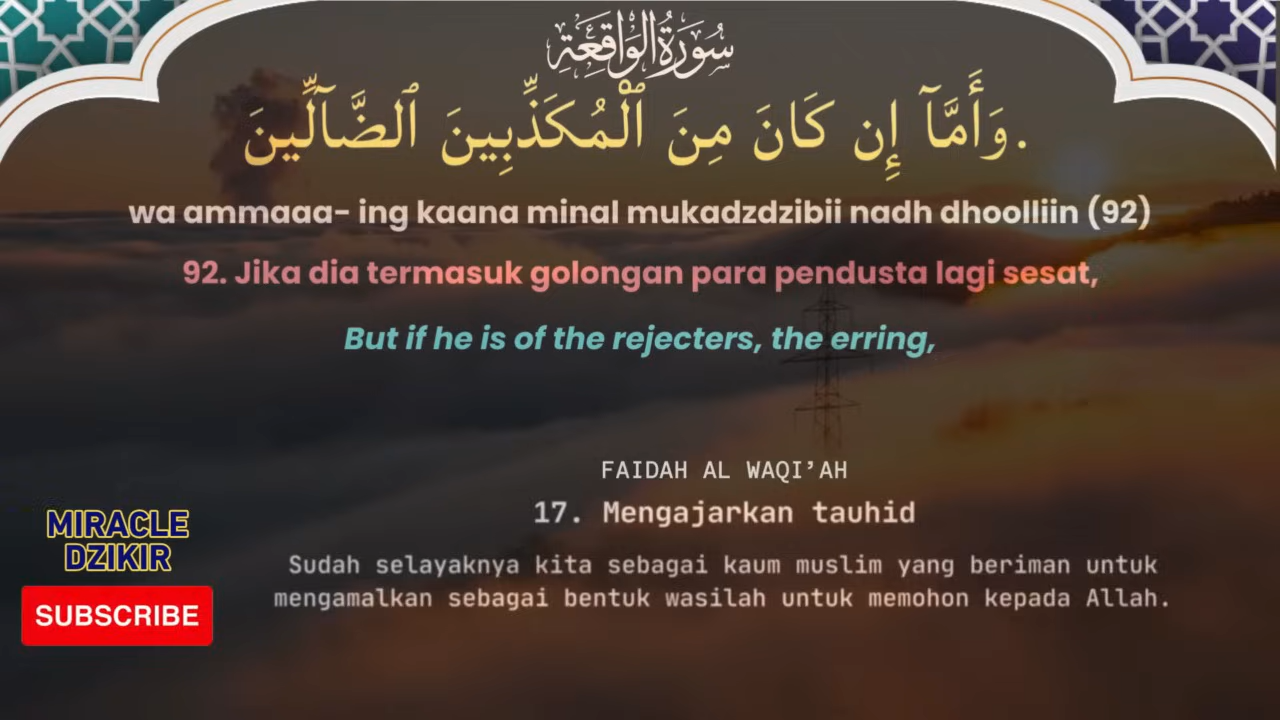 سُورَةُ الْوَاقِعَةِ
وَأَمَّآ إِن كَانَ مِنَ ٱلْمُكَذِّبِينَ ٱلضَّآلِّينَ.
wa ammaaa- ing kaana minal mukadzdzibii nadh dhoolliin (92)
92. Jika dia termasuk golongan para pendusta lagi sesat,
But if he is of the rejecters, the erring,
FAIDAH AL WAQI’AH
17. Mengajarkan tauhid
Sudah selayaknya kita sebagai kaum muslim yang beriman untuk
mengamalkan sebagai bentuk wasilah untuk memohon kepada Allah.
MIRACLE
DZIKIR
SUBSCRIBE